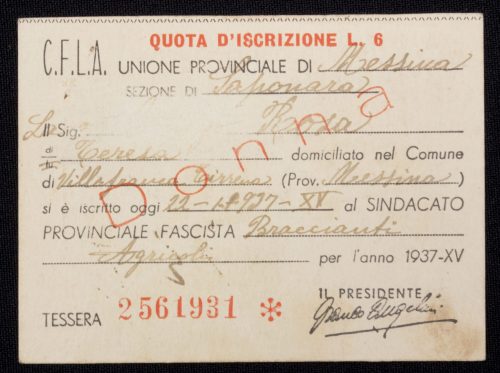 QUOTA D'ISCRIZIONE L. 6
C.F.L.A. UNIONE PROVINCIALE DI Messina
SEZIONE DI Saponara
La
Il Sig. Rosa
di Teresa domiciliato nel Comune
di Villafranca Tirrena (Prov. Messina)
si è iscritto oggi 22-1-1937-XV al SINDACATO
PROVINCIALE FASCISTA Braccianti
Agricoli per l'anno 1937-XV
Donna
IL PRESIDENTE
TESSERA 2561931 *